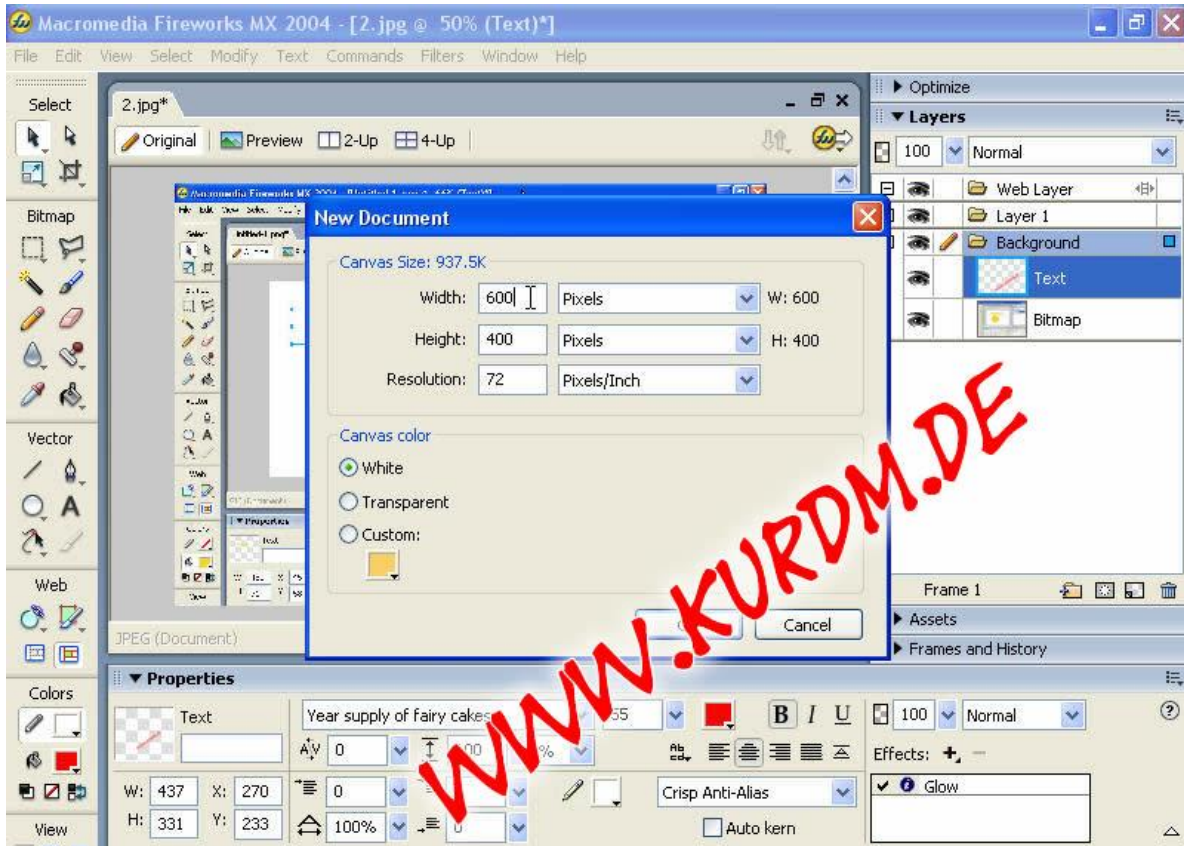 Macromedia Fireworks MX 2004 - [2.jpg @ 50% (Text)*]
File Edit View Select Modify Text Commands Filters Window Help
Select
Bitmap
Vector
Web
Colors
View
2.jpg*
Original Preview 2-Up 4-Up
New Document
Canvas Size: 937.5K
Width: 600 Pixels W: 600
Height: 400 Pixels H: 400
Resolution: 72 Pixels/Inch
Canvas color
White
Transparent
Custom:
Cancel
JPEG (Document)
Optimize
Layers
100 Normal
Web Layer
Layer 1
Background
Text
Bitmap
Frame 1
Assets
Frames and History
WWW.KURDM.DE
Properties
Text Year supply of fairy cakes B I U 100 Normal
AV 0 % Effects:
W: 437 X: 270 0 Crisp Anti-Alias Glow
H: 331 Y: 233 100% 0 Auto kern